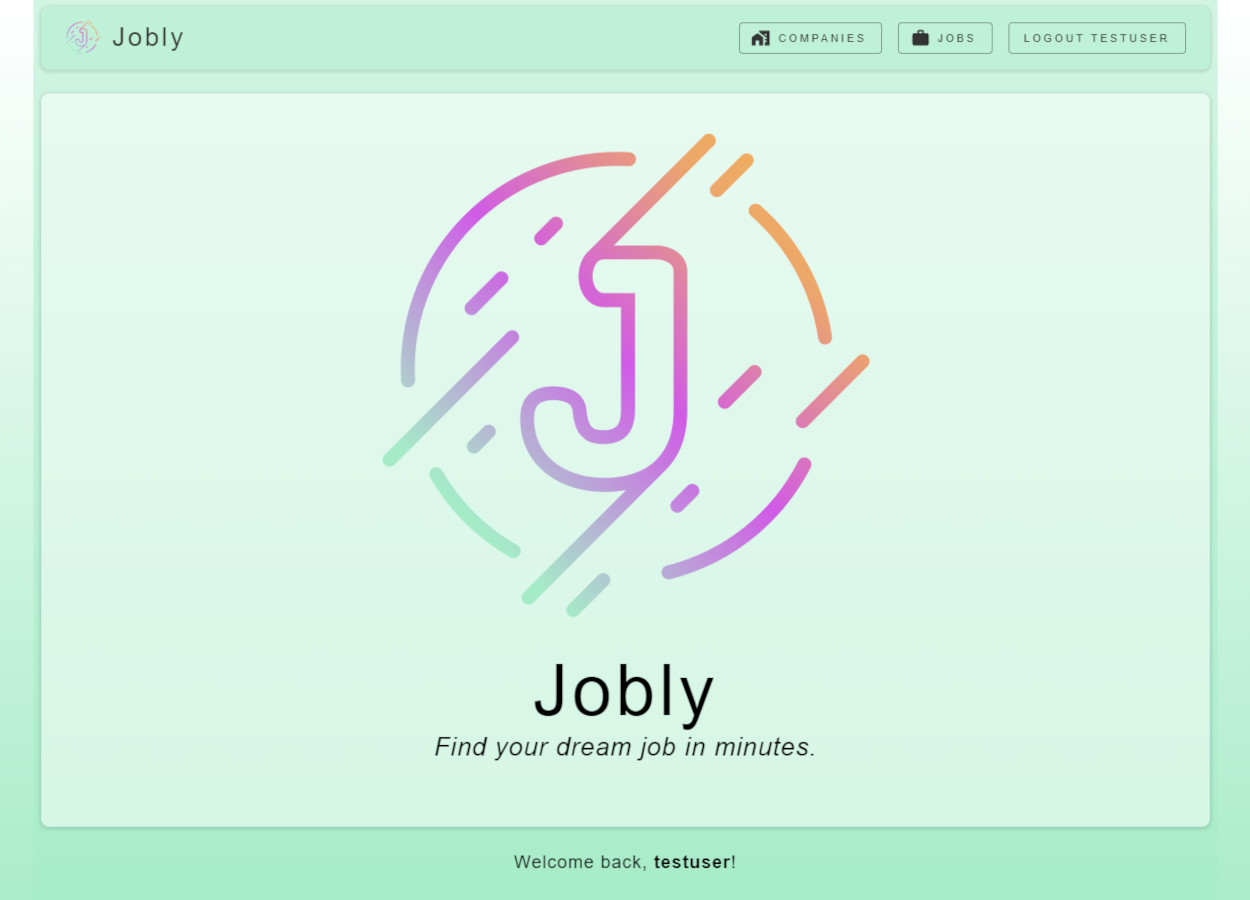 Jobly
COMPANIES
JOBS
LOGOUT TESTUSER
J
Jobly
Find your dream job in minutes.
Welcome back, testuser!